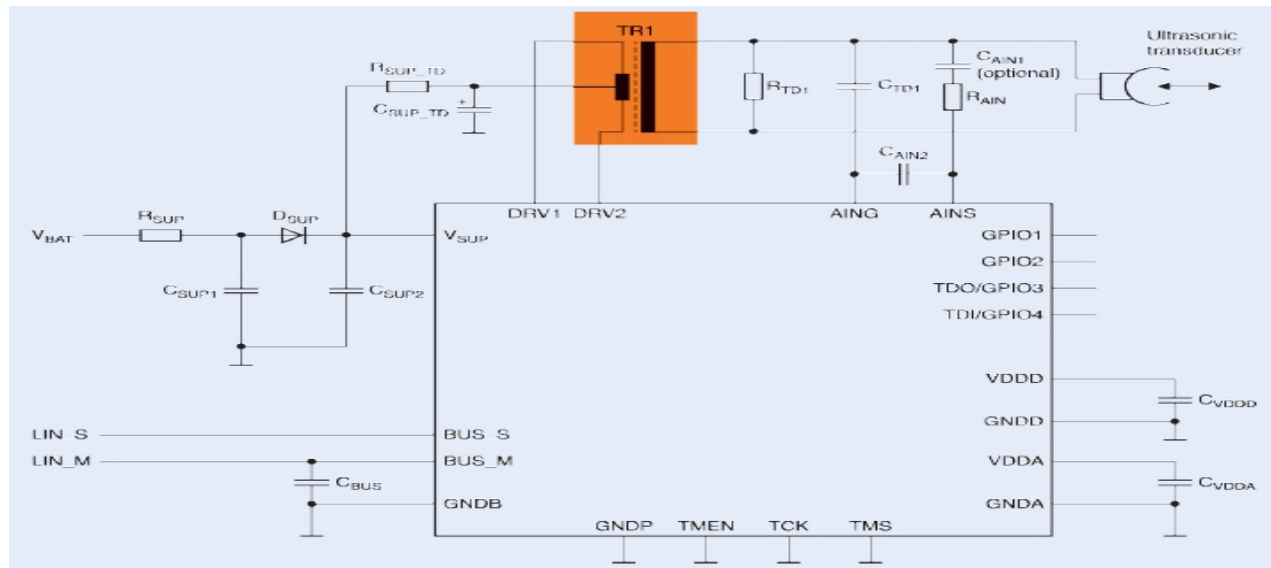 TR1
Ultrasonic
transducer
RSUP_TD
CSUP_TD
+
RTD1
CTD1
CAIN1
(optional)
RAIN
CAIN2
DRV1 DRV2
AING
AINS
VBAT
RSUP
DSUP
VSUP
CSUP1
CSUP2
GPIO1
GPIO2
TDO/GPIO3
TDI/GPIO4
VDDD
CVDDD
GNDD
LIN_S
BUS_S
LIN_M
BUS_M
VDDA
CBUS
CVDDA
GNDB
GNDA
GNDP
TMEN
TCK
TMS